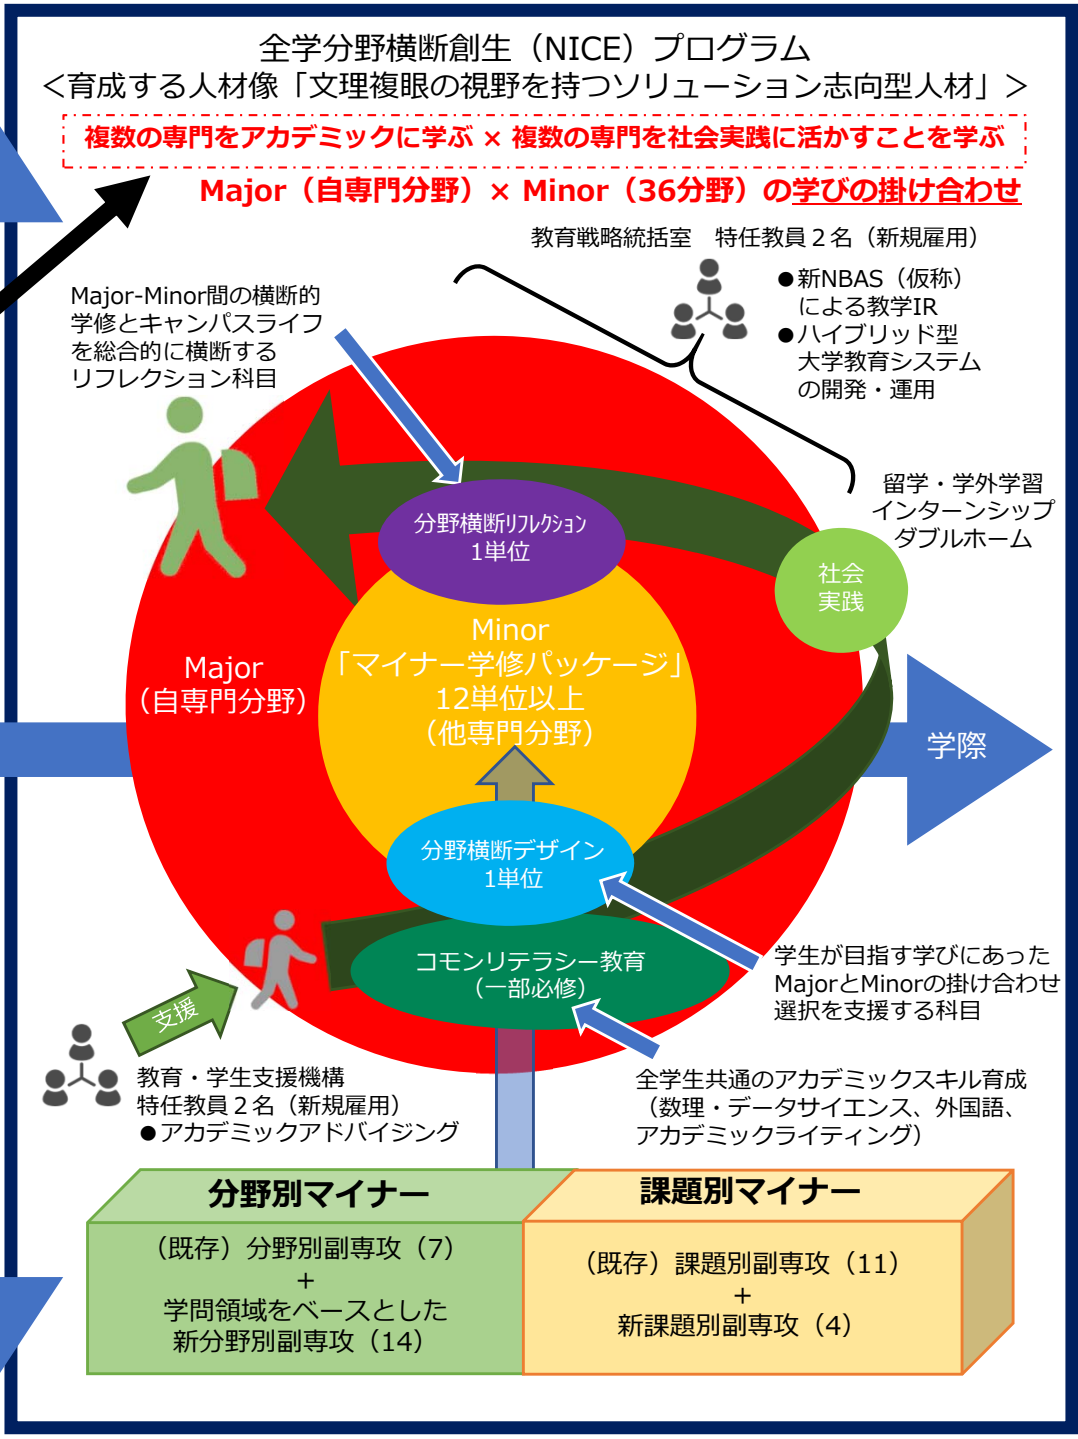 全学分野横断創生（NICE）プログラム
＜育成する人材像「文理複眼の視野を持つソリューション志向型人材」＞
複数の専門をアカデミックに学ぶ × 複数の専門を社会実践に活かすことを学ぶ
Major（自専門分野）× Minor（36分野）の学びの掛け合わせ
教育戦略統括室　特任教員２名（新規雇用）
●新NBAS（仮称）
による教学IR
●ハイブリッド型
大学教育システム
の開発・運用
Major-Minor間の横断的
学修とキャンパスライフ
を総合的に横断する
リフレクション科目
留学・学外学習
インターンシップ
ダブルホーム
分野横断ﾘﾌﾚｸｼｮﾝ
1単位
社会
実践
Minor
「マイナー学修パッケージ」
12単位以上
（他専門分野）
Major
（自専門分野）
学際
分野横断デザイン
1単位
コモンリテラシー教育
（一部必修）
学生が目指す学びにあった
MajorとMinorの掛け合わせ
選択を支援する科目
支援
教育・学生支援機構
特任教員２名（新規雇用）
●アカデミックアドバイジング
全学生共通のアカデミックスキル育成
（数理・データサイエンス、外国語、
アカデミックライティング）
分野別マイナー
（既存）分野別副専攻（7）
+
学問領域をベースとした
新分野別副専攻（14）
課題別マイナー
（既存）課題別副専攻（11）
+
新課題別副専攻（4）